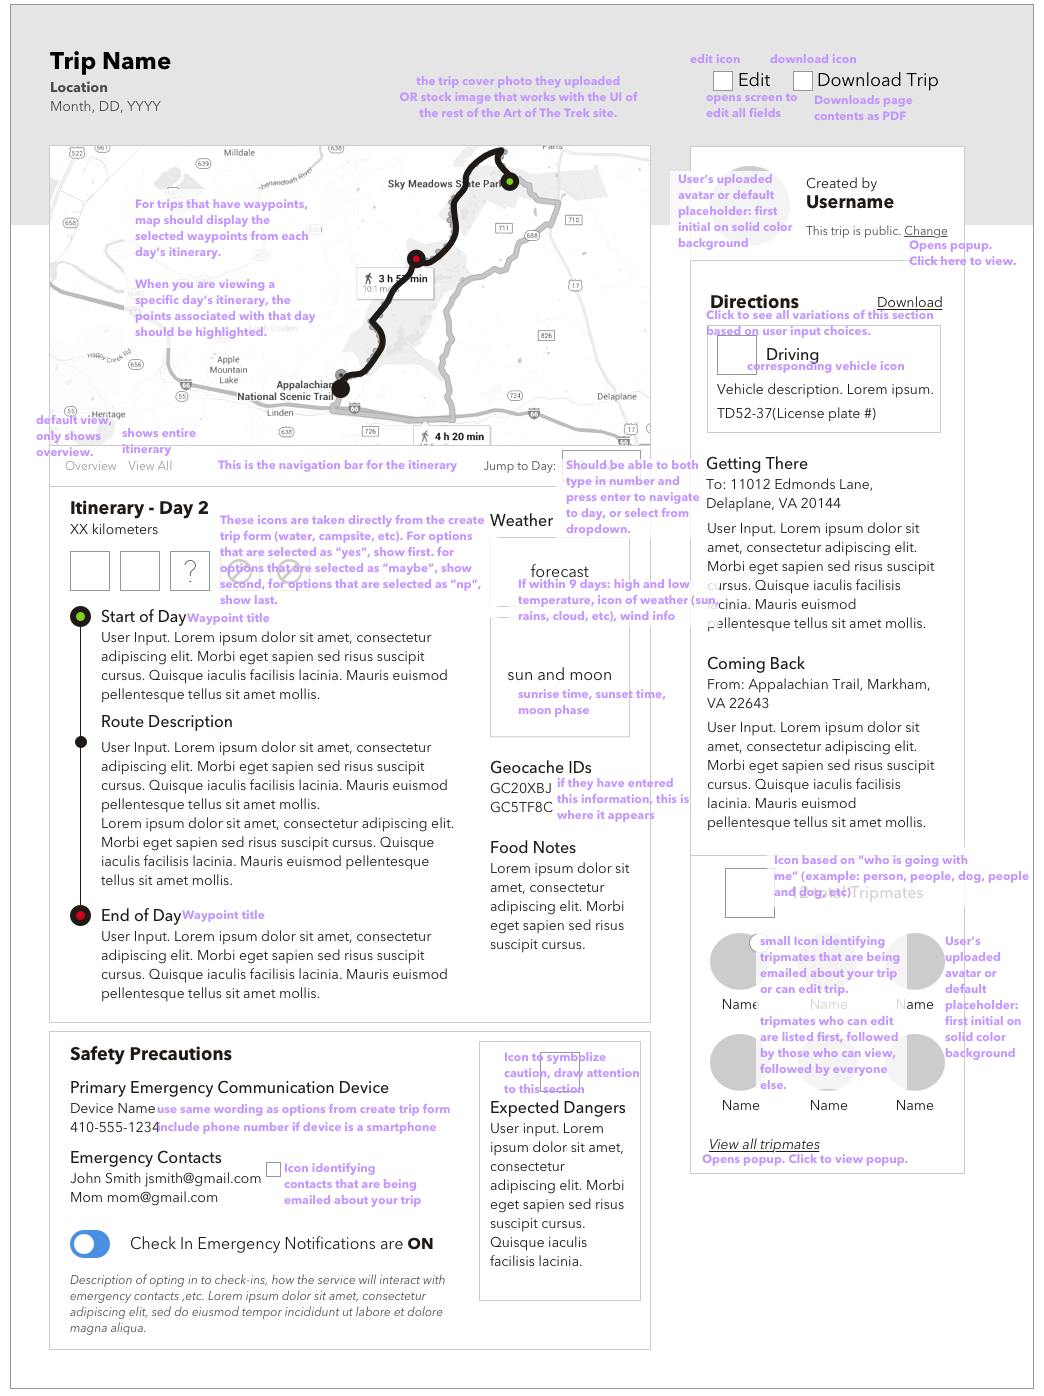 Trip Name
Location
Month, DD, YYYY
the trip cover photo they uploaded
OR stock image that works with the UI of
the rest of the Art of The Trek site.
edit icon
download icon
Edit
Download Trip
opens screen to
edit all fields
Downloads page
contents as PDF
522
661
Milldale
639
Shenandoah River
638
Paris
Sky Meadows State Park
For trips that have waypoints,
map should display the
selected waypoints from each
day's itinerary.
When you are viewing a
specific day's itinerary, the
points associated with that day
should be highlighted.
658
603
710
711
688
17
3 h 57 min
10.1 m
826
Happy Creek Rd
656
Apple
Mountain
Lake
66
55
Appalachian
National Scenic Trail
Linden
638
726
66
724
66
Delaplane
17
55
Heritage
4 h 20 min
User's uploaded
avatar or default
placeholder: first
initial on solid color
background
Created by
Username
This trip is public. Change
Opens popup.
Click here to view.
default view,
only shows
overview.
shows entire
itinerary
Overview
View All
This is the navigation bar for the itinerary
Jump to Day:
Should be able to both
type in number and
press enter to navigate
to day, or select from
dropdown.
Itinerary - Day 2
XX kilometers
These icons are taken directly from the create
trip form (water, campsite, etc). For options
that are selected as "yes", show first. for
options that are selected as "maybe", show
second, for options that are selected as "np",
show last.
?
Start of Day
Waypoint title
User Input. Lorem ipsum dolor sit amet, consectetur
adipiscing elit. Morbi eget sapien sed risus suscipit
cursus. Quisque iaculis facilisis lacinia. Mauris euismod
pellentesque tellus sit amet mollis.
Route Description
User Input. Lorem ipsum dolor sit amet, consectetur
adipiscing elit. Morbi eget sapien sed risus suscipit
cursus. Quisque iaculis facilisis lacinia. Mauris euismod
pellentesque tellus sit amet mollis.
Lorem ipsum dolor sit amet, consectetur adipiscing elit.
Morbi eget sapien sed risus suscipit cursus. Quisque
iaculis facilisis lacinia. Mauris euismod pellentesque
tellus sit amet mollis.
End of Day
Waypoint title
User Input. Lorem ipsum dolor sit amet, consectetur
adipiscing elit. Morbi eget sapien sed risus suscipit
cursus. Quisque iaculis facilisis lacinia. Mauris euismod
pellentesque tellus sit amet mollis.
Weather
forecast
If within 9 days: high and low
temperature, icon of weather (sun,
rains, cloud, etc), wind info
sun and moon
sunrise time, sunset time,
moon phase
Geocache IDs
GC20XBJ
GC5TF8C
if they have entered
this information, this is
where it appears
Food Notes
Lorem ipsum dolor sit
amet, consectetur
adipiscing elit. Morbi
eget sapien sed risus
suscipit cursus.
Directions
Download
Click to see all variations of this section
based on user input choices.
Driving
corresponding vehicle icon
Vehicle description. Lorem ipsum.
TD52-37(License plate #)
Getting There
To: 11012 Edmonds Lane,
Delaplane, VA 20144
User Input. Lorem ipsum dolor sit
amet, consectetur adipiscing elit.
Morbi eget sapien sed risus suscipit
cursus. Quisque iaculis facilisis
lacinia. Mauris euismod
pellentesque tellus sit amet mollis.
Coming Back
From: Appalachian Trail, Markham,
VA 22643
User Input. Lorem ipsum dolor sit
amet, consectetur adipiscing elit.
Morbi eget sapien sed risus suscipit
cursus. Quisque iaculis facilisis
lacinia. Mauris euismod
pellentesque tellus sit amet mollis.
Icon based on "who is going with
me" (example: person, people, dog, people
and dog, etc)
12 total Tripmates
small Icon identifying
tripmates that are being
emailed about your trip
or can edit trip.
User's
uploaded
avatar or
default
placeholder:
first initial on
solid color
background
Name
Name
Name
tripmates who can edit
are listed first, followed
by those who can view,
followed by everyone
else.
Name
Name
Name
View all tripmates
Opens popup. Click to view popup.
Safety Precautions
Primary Emergency Communication Device
Device Name
use same wording as options from create trip form
410-555-1234
include phone number if device is a smartphone
Emergency Contacts
John Smith jsmith@gmail.com
Mom mom@gmail.com
Icon identifying
contacts that are being
emailed about your trip
Check In Emergency Notifications are ON
Description of opting in to check-ins, how the service will interact with
emergency contacts ,etc. Lorem ipsum dolor sit amet, consectetur
adipiscing elit, sed do eiusmod tempor incididunt ut labore et dolore
magna aliqua.
Icon to symbolize
caution, draw attention
to this section
Expected Dangers
User input. Lorem
ipsum dolor sit amet,
consectetur
adipiscing elit. Morbi
eget sapien sed risus
suscipit cursus.
Quisque iaculis
facilisis lacinia.